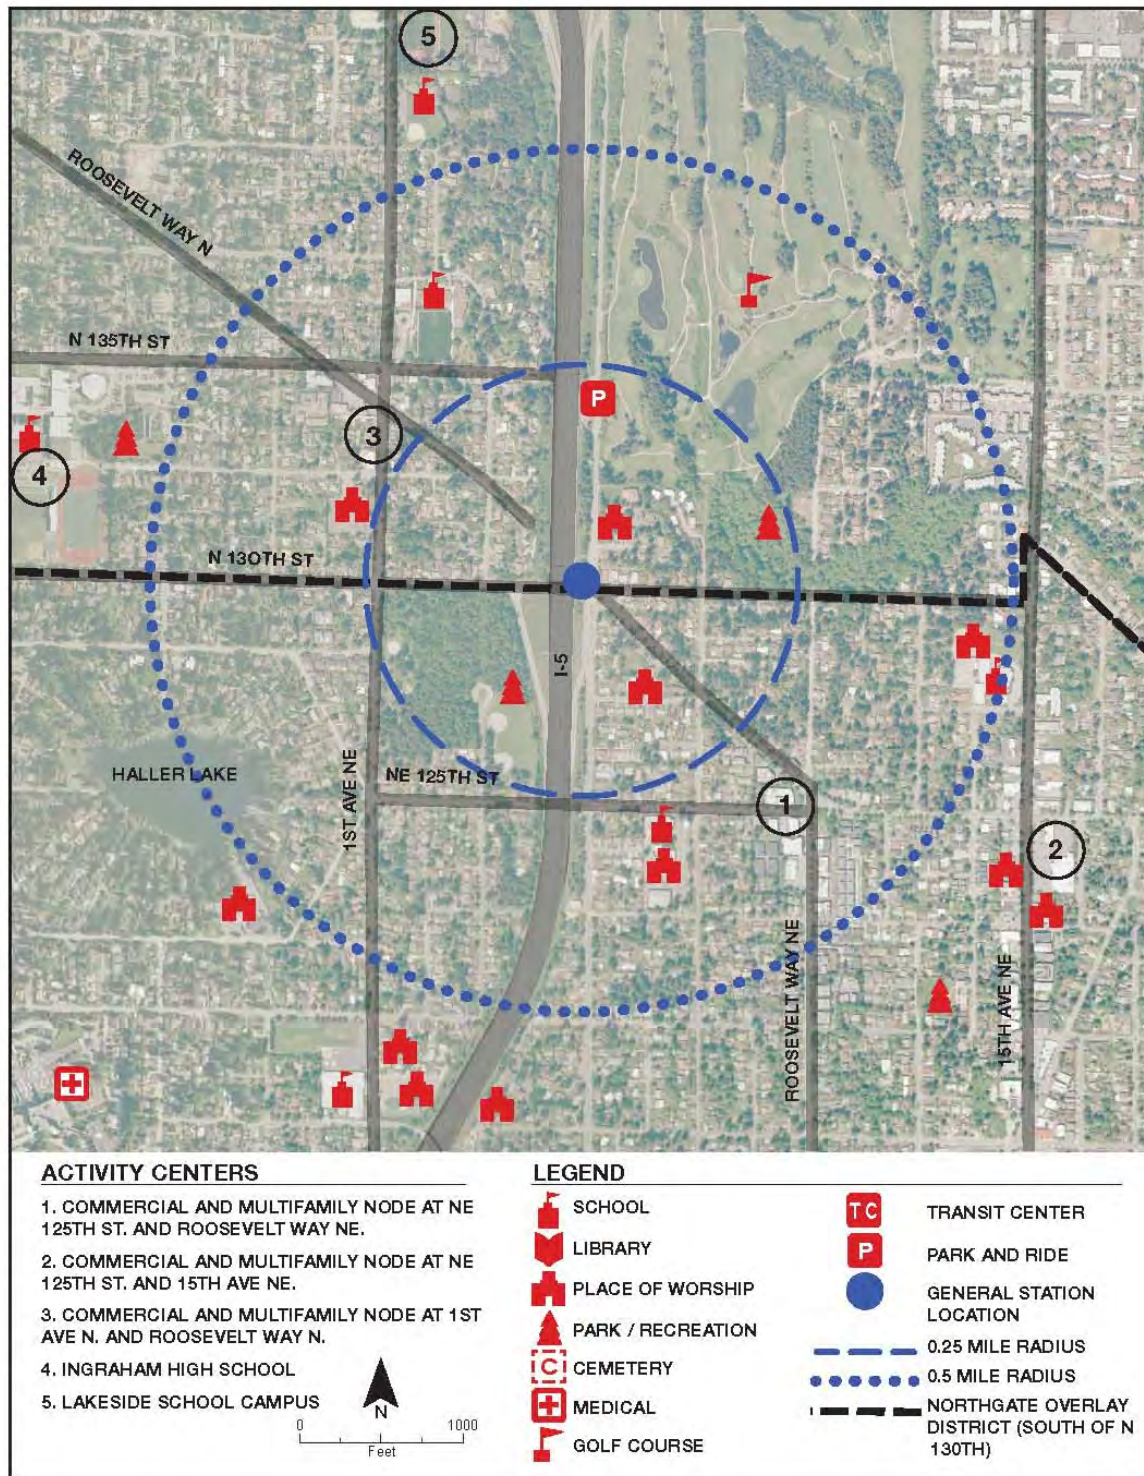 5
ROOSEVELT WAY N
N 135TH ST
P
3
4
N 130TH ST
I-5
HALLER LAKE
1ST AVE NE
NE 125TH ST
1
2
ROOSEVELT WAY NE
15TH AVE NE
ACTIVITY CENTERS
1. COMMERCIAL AND MULTIFAMILY NODE AT NE
125TH ST. AND ROOSEVELT WAY NE.
2. COMMERCIAL AND MULTIFAMILY NODE AT NE
125TH ST. AND 15TH AVE NE.
3. COMMERCIAL AND MULTIFAMILY NODE AT 1ST
AVE N. AND ROOSEVELT WAY N.
4. INGRAHAM HIGH SCHOOL
5. LAKESIDE SCHOOL CAMPUS
N
0 1000
Feet
LEGEND
SCHOOL
LIBRARY
PLACE OF WORSHIP
PARK / RECREATION
C CEMETERY
MEDICAL
GOLF COURSE
TC TRANSIT CENTER
P PARK AND RIDE
GENERAL STATION
LOCATION
0.25 MILE RADIUS
0.5 MILE RADIUS
NORTHGATE OVERLAY
DISTRICT (SOUTH OF N
130TH)